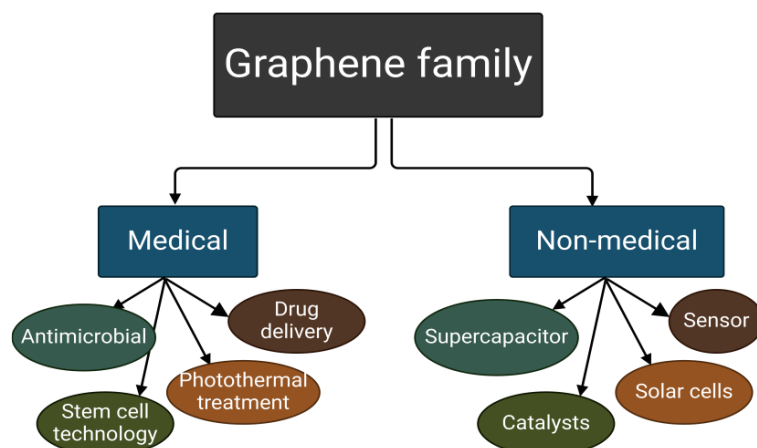 Graphene family
Medical
Non-medical
Antimicrobial
Drug
delivery
Photothermal
treatment
Stem cell
technology
Supercapacitor
Sensor
Solar cells
Catalysts